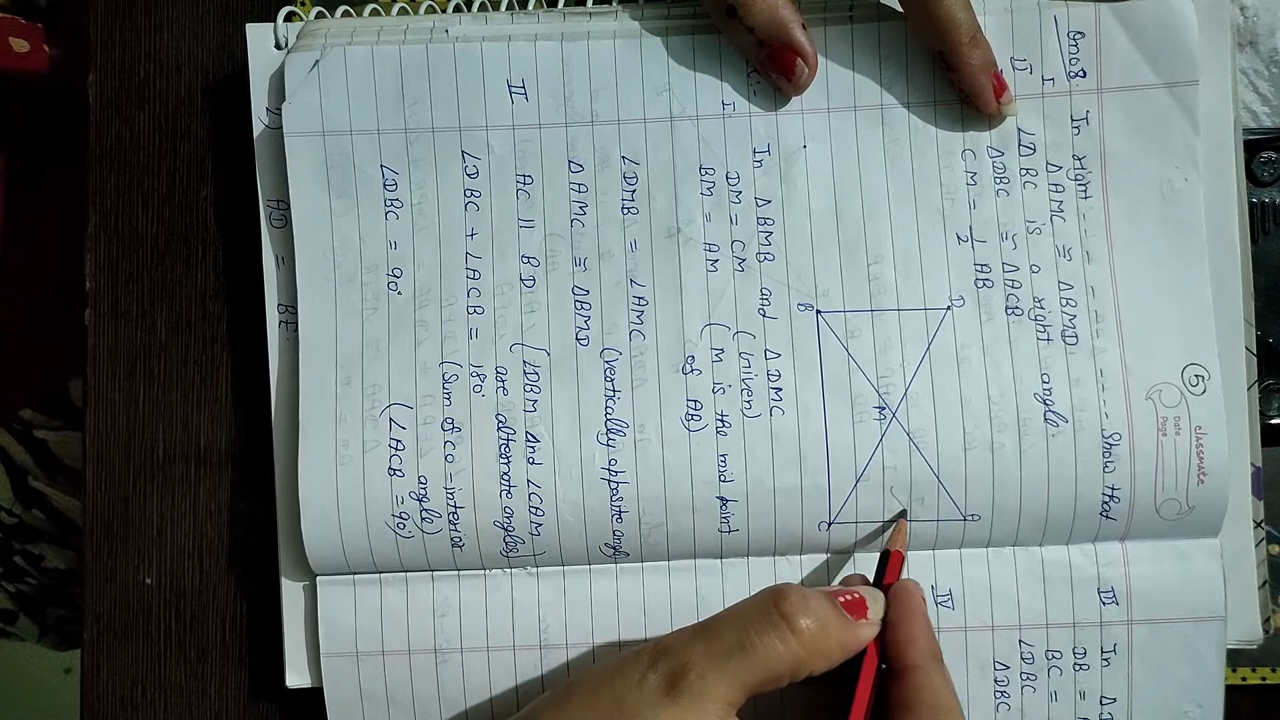 classmate
Date
Page
5
Qno8. In right - - - - - - - - - Show that
I ΔAMC ≅ ΔBMD
II ∠DBC is a right angle.
ΔDBC ≅ ΔACB.
CM = 1/2 AB
D
A
M
B
C
In ΔBMB and ΔDMC
I. DM = CM (Given)
BM = AM (M is the mid point
of AB)
∠DMB = ∠AMC
(Vertically opposite angle)
ΔAMC ≅ ΔBMD
II AC || BD (∠DBM and ∠CAM
are alternate angles)
∠DBC + ∠ACB = 180°
(Sum of co-interior
angle)
∠DBC = 90° (∠ACB = 90°)
2) AD = BE.
III In
DB =
BC =
∠DBC
ΔDBC
IV